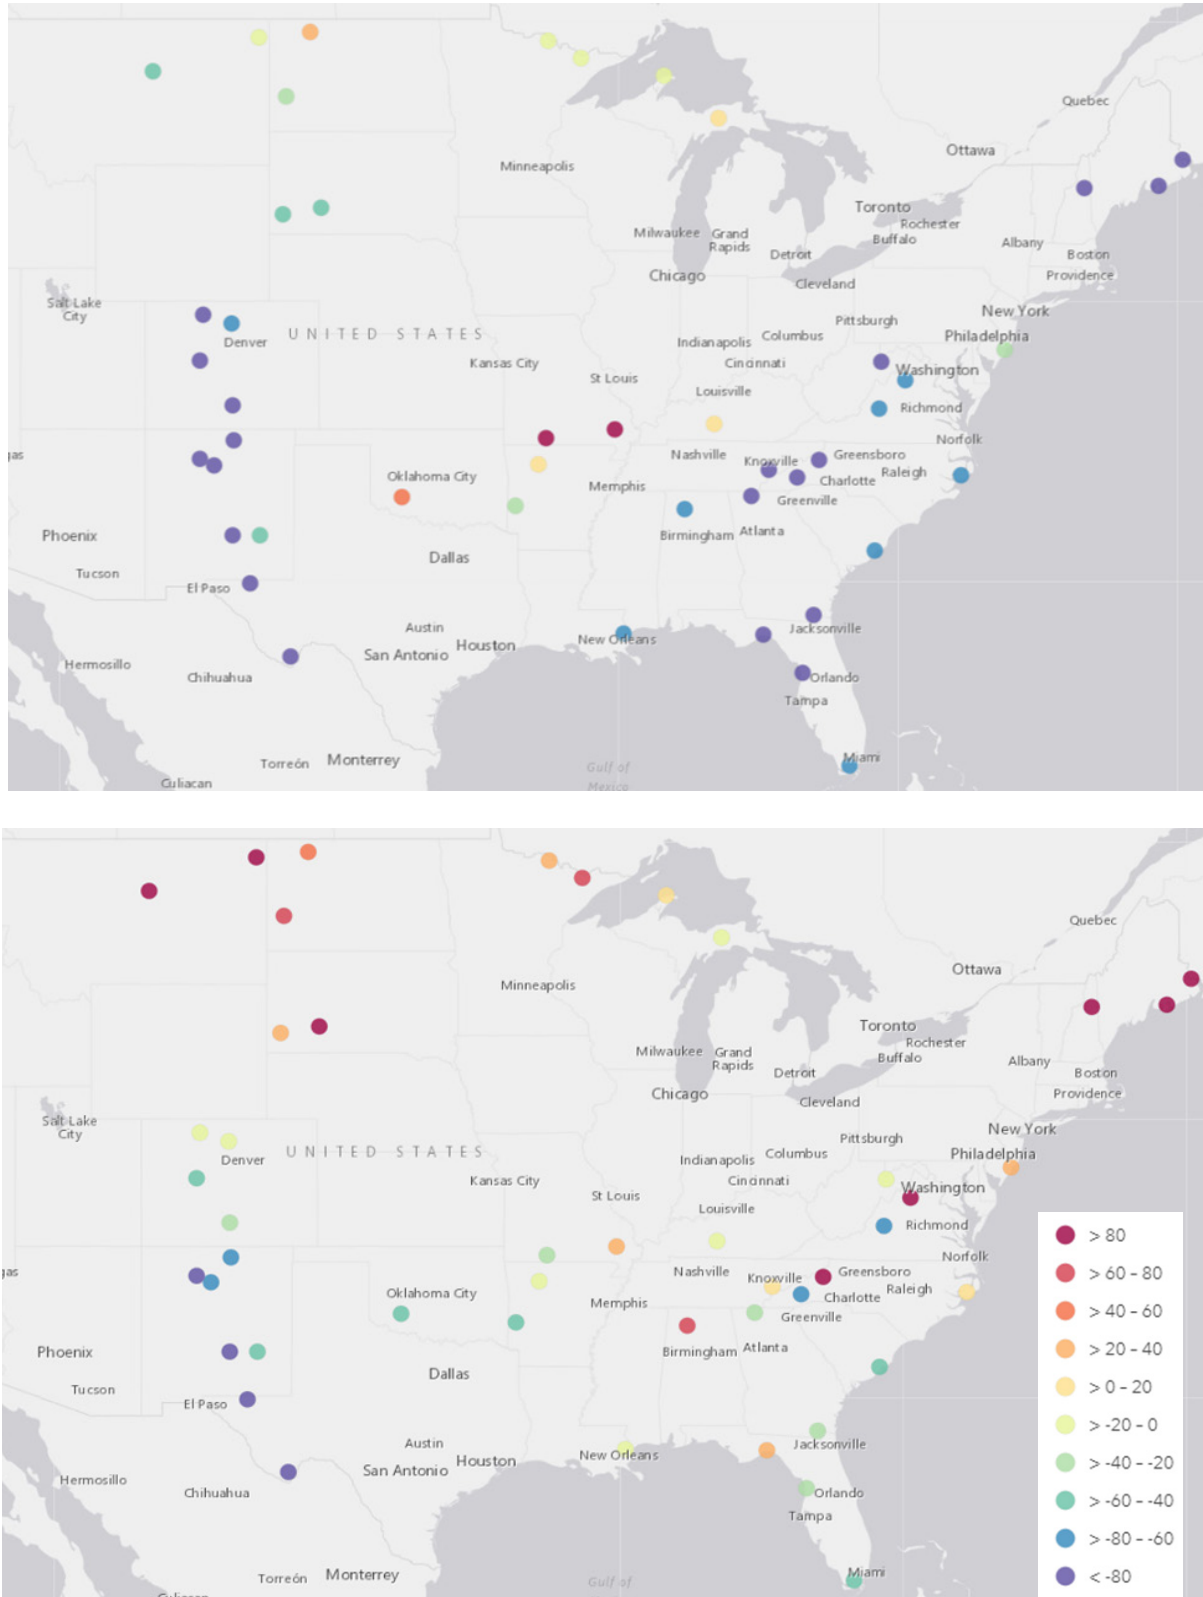 Quebec
Ottawa
Minneapolis
Toronto
Rochester
Milwaukee
Grand
Rapids
Buffalo
Albany
Detroit
Boston
Chicago
Providence
Cleveland
Salt Lake
City
New York
Pittsburgh
UNITED STATES
Columbus
Philadelphia
Denver
Indianapolis
Kansas City
Cincinnati
Washington
St Louis
Louisville
Richmond
Norfolk
gas
Nashville
Knoxville
Greensboro
Oklahoma City
Charlotte
Raleigh
Memphis
Greenville
Phoenix
Birmingham
Atlanta
Dallas
Tucson
El Paso
Austin
Jacksonville
New Orleans
Houston
San Antonio
Hermosillo
Chihuahua
Orlando
Tampa
Miami
Torreón
Monterrey
Gulf of
Mexico
Culiacan
Quebec
Ottawa
Minneapolis
Toronto
Rochester
Milwaukee
Grand
Rapids
Buffalo
Albany
Detroit
Boston
Chicago
Providence
Cleveland
Salt Lake
City
New York
Pittsburgh
UNITED STATES
Columbus
Philadelphia
Denver
Indianapolis
Kansas City
Cincinnati
Washington
St Louis
Louisville
Richmond
Norfolk
gas
Nashville
Knoxville
Greensboro
Oklahoma City
Charlotte
Raleigh
Memphis
Greenville
Phoenix
Birmingham
Atlanta
Dallas
Tucson
El Paso
Austin
Jacksonville
New Orleans
Houston
San Antonio
Hermosillo
Chihuahua
Orlando
Tampa
Miami
Torreón
Monterrey
Gulf of
> 80
> 60 - 80
> 40 - 60
> 20 - 40
> 0 - 20
> -20 - 0
> -40 - -20
> -60 - -40
> -80 - -60
< -80